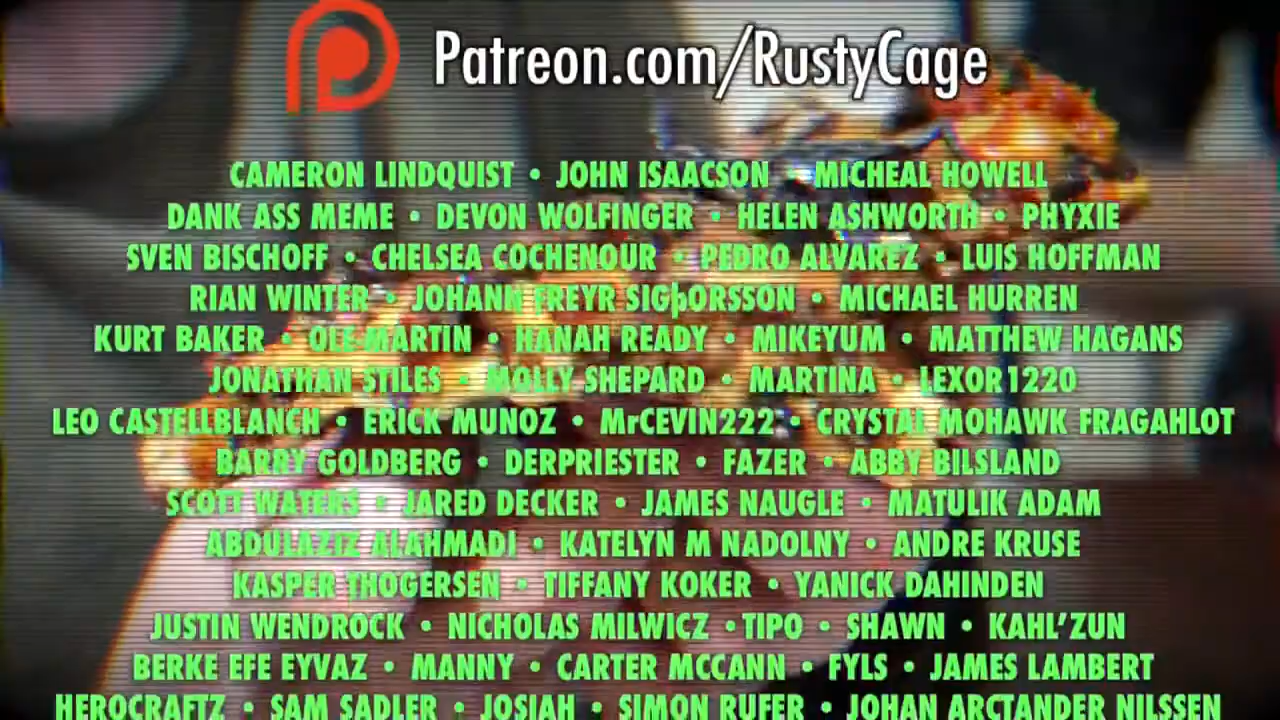 Patreon.com/RustyCage
CAMERON LINDQUIST • JOHN ISAACSON • MICHEAL HOWELL
DANK ASS MEME • DEVON WOLFINGER • HELEN ASHWORTH • PHYXIE
SVEN BISCHOFF • CHELSEA COCHENOUR • PEDRO ALVAREZ • LUIS HOFFMAN
RIAN WINTER • JOHANN FREYR SIGþORSSON • MICHAEL HURREN
KURT BAKER • OLE-MARTIN • HANAH READY • MIKEYUM • MATTHEW HAGANS
JONATHAN STILES • MOLLY SHEPARD • MARTINA • LEXOR1220
LEO CASTELLBLANCH • ERICK MUNOZ • MrCEVIN222 • CRYSTAL MOHAWK FRAGAHLOT
BARRY GOLDBERG • DERPRIESTER • FAZER • ABBY BILSLAND
SCOTT WATERS • JARED DECKER • JAMES NAUGLE • MATULIK ADAM
ABDULAZIZ ALAHMADI • KATELYN M NADOLNY • ANDRE KRUSE
KASPER THOGERSEN • TIFFANY KOKER • YANICK DAHINDEN
JUSTIN WENDROCK • NICHOLAS MILWICZ • TIPO • SHAWN • KAHL'ZUN
BERKE EFE EYVAZ • MANNY • CARTER MCCANN • FYLS • JAMES LAMBERT
HEROCRAFTZ • SAM SADLER • JOSIAH • SIMON RUFER • JOHAN ARCTANDER NILSSEN